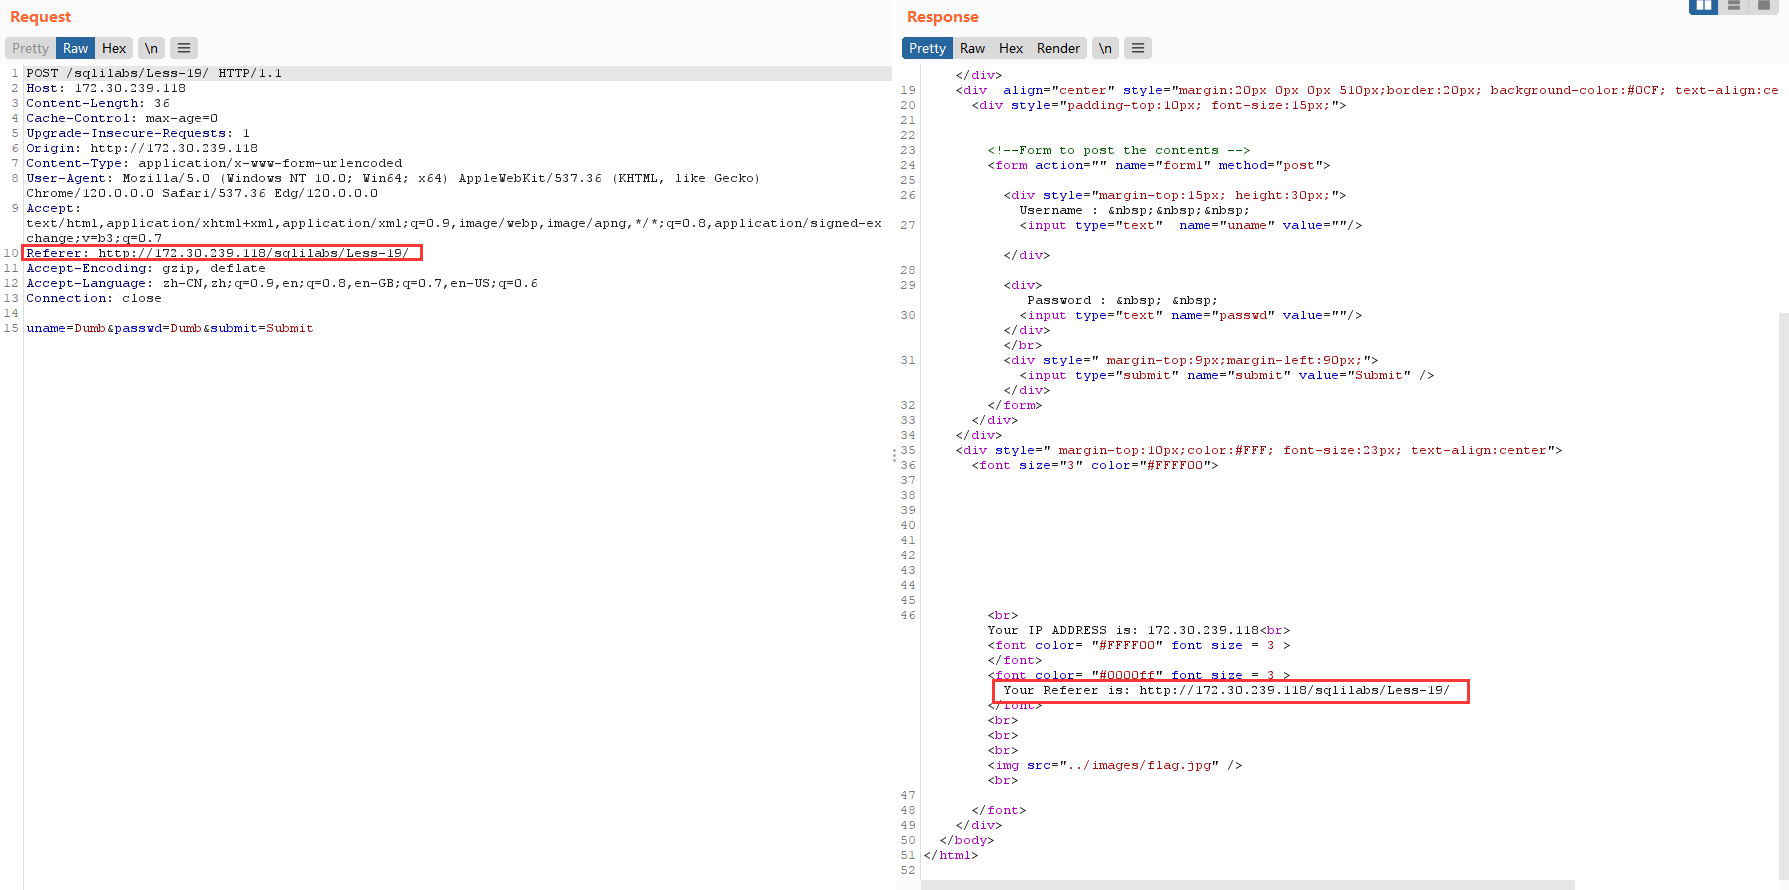 Request
Pretty Raw Hex \n
1 POST /sqlilabs/Less-19/ HTTP/1.1
2 Host: 172.30.239.118
3 Content-Length: 36
4 Cache-Control: max-age=0
5 Upgrade-Insecure-Requests: 1
6 Origin: http://172.30.239.118
7 Content-Type: application/x-www-form-urlencoded
8 User-Agent: Mozilla/5.0 (Windows NT 10.0; Win64; x64) AppleWebKit/537.36 (KHTML, like Gecko)
Chrome/120.0.0.0 Safari/537.36 Edg/120.0.0.0
9 Accept:
text/html,application/xhtml+xml,application/xml;q=0.9,image/webp,image/apng,*/*;q=0.8,application/signed-ex
change;v=b3;q=0.7
10 Referer: http://172.30.239.118/sqlilabs/Less-19/
11 Accept-Encoding: gzip, deflate
12 Accept-Language: zh-CN,zh;q=0.9,en;q=0.8,en-GB;q=0.7,en-US;q=0.6
13 Connection: close
14
15 uname=Dumb&passwd=Dumb&submit=Submit
Response
Pretty Raw Hex Render \n
</div>
19 <div  align="center" style="margin:20px 0px 0px 510px;border:20px; background-color:#0CF; text-align:ce
20 <div style="padding-top:10px; font-size:15px;">
21
22
23 <!--Form to post the contents -->
24 <form action="" name="form1" method="post">
25
26 <div style="margin-top:15px; height:30px;">
Username : &nbsp;&nbsp;&nbsp;
27 <input type="text"  name="uname" value=""/>
</div>
28
29 <div>
Password : &nbsp; &nbsp;
30 <input type="text" name="passwd" value=""/>
</div>
</br>
31 <div style=" margin-top:9px;margin-left:90px;">
<input type="submit" name="submit" value="Submit" />
</div>
32 </form>
33 </div>
34 </div>
35 <div style=" margin-top:10px;color:#FFF; font-size:23px; text-align:center">
36 <font size="3" color="#FFFF00">
37
38
39
40
41
42
43
44
45
46 <br>
Your IP ADDRESS is: 172.30.239.118<br>
<font color= "#FFFF00" font size = 3 >
</font>
<font color= "#0000ff" font size = 3 >
Your Referer is: http://172.30.239.118/sqlilabs/Less-19/
</font>
<br>
<br>
<br>
<img src="../images/flag.jpg" />
<br>
47
48 </font>
49 </div>
50 </body>
51 </html>
52